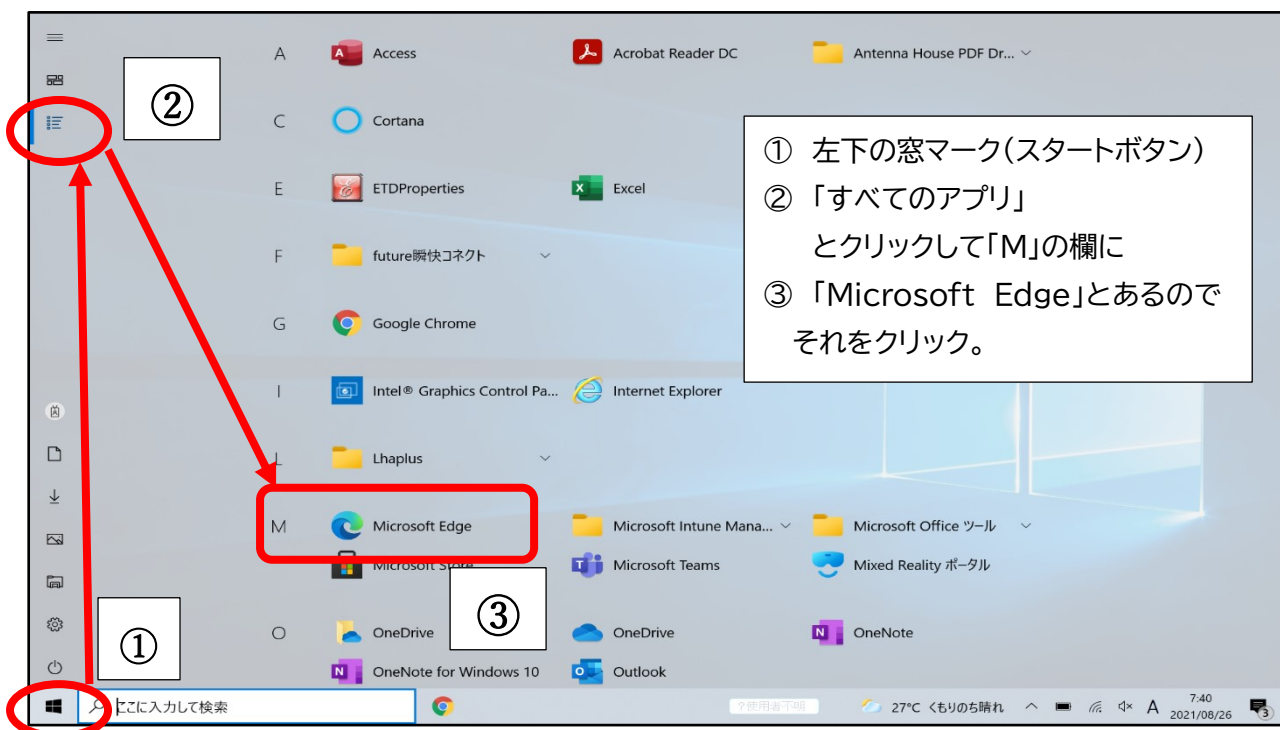 A Access Acrobat Reader DC Antenna House PDF Dr...
②
C Cortana
① 左下の窓マーク(スタートボタン)
② 「すべてのアプリ」
とクリックして「M」の欄に
③ 「Microsoft Edge」とあるので
それをクリック。
E ETDProperties Excel
F future瞬快コネクト
G Google Chrome
I Intel® Graphics Control Pa... Internet Explorer
L Lhaplus
M Microsoft Edge Microsoft Intune Mana... Microsoft Office ツール
Microsoft Store Microsoft Teams Mixed Reality ポータル
③
①
O OneDrive OneDrive OneNote
OneNote for Windows 10 Outlook
ここに入力して検索 ?使用者不明 27°C くもりのち晴れ A 7:40
2021/08/26 3